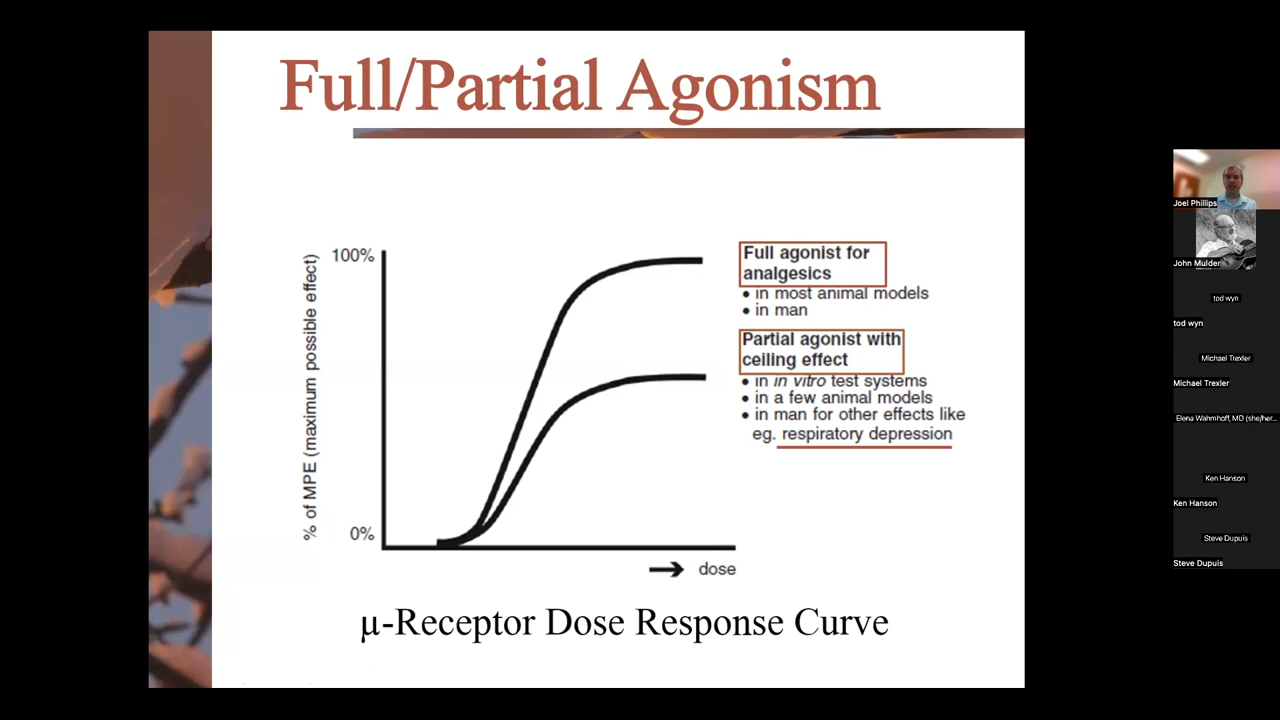 Full/Partial Agonism
% of MPE (maximum possible effect)
100%
0%
dose
Full agonist for
analgesics
• in most animal models
• in man
Partial agonist with
ceiling effect
• in in vitro test systems
• in a few animal models
• in man for other effects like
eg. respiratory depression
µ-Receptor Dose Response Curve
Joel Phillips
John Mulder
tod wyn
tod wyn
Michael Trexler
Michael Trexler
Elena Wahmhoff, MD (she/her...
Ken Hanson
Ken Hanson
Steve Dupuis
Steve Dupuis